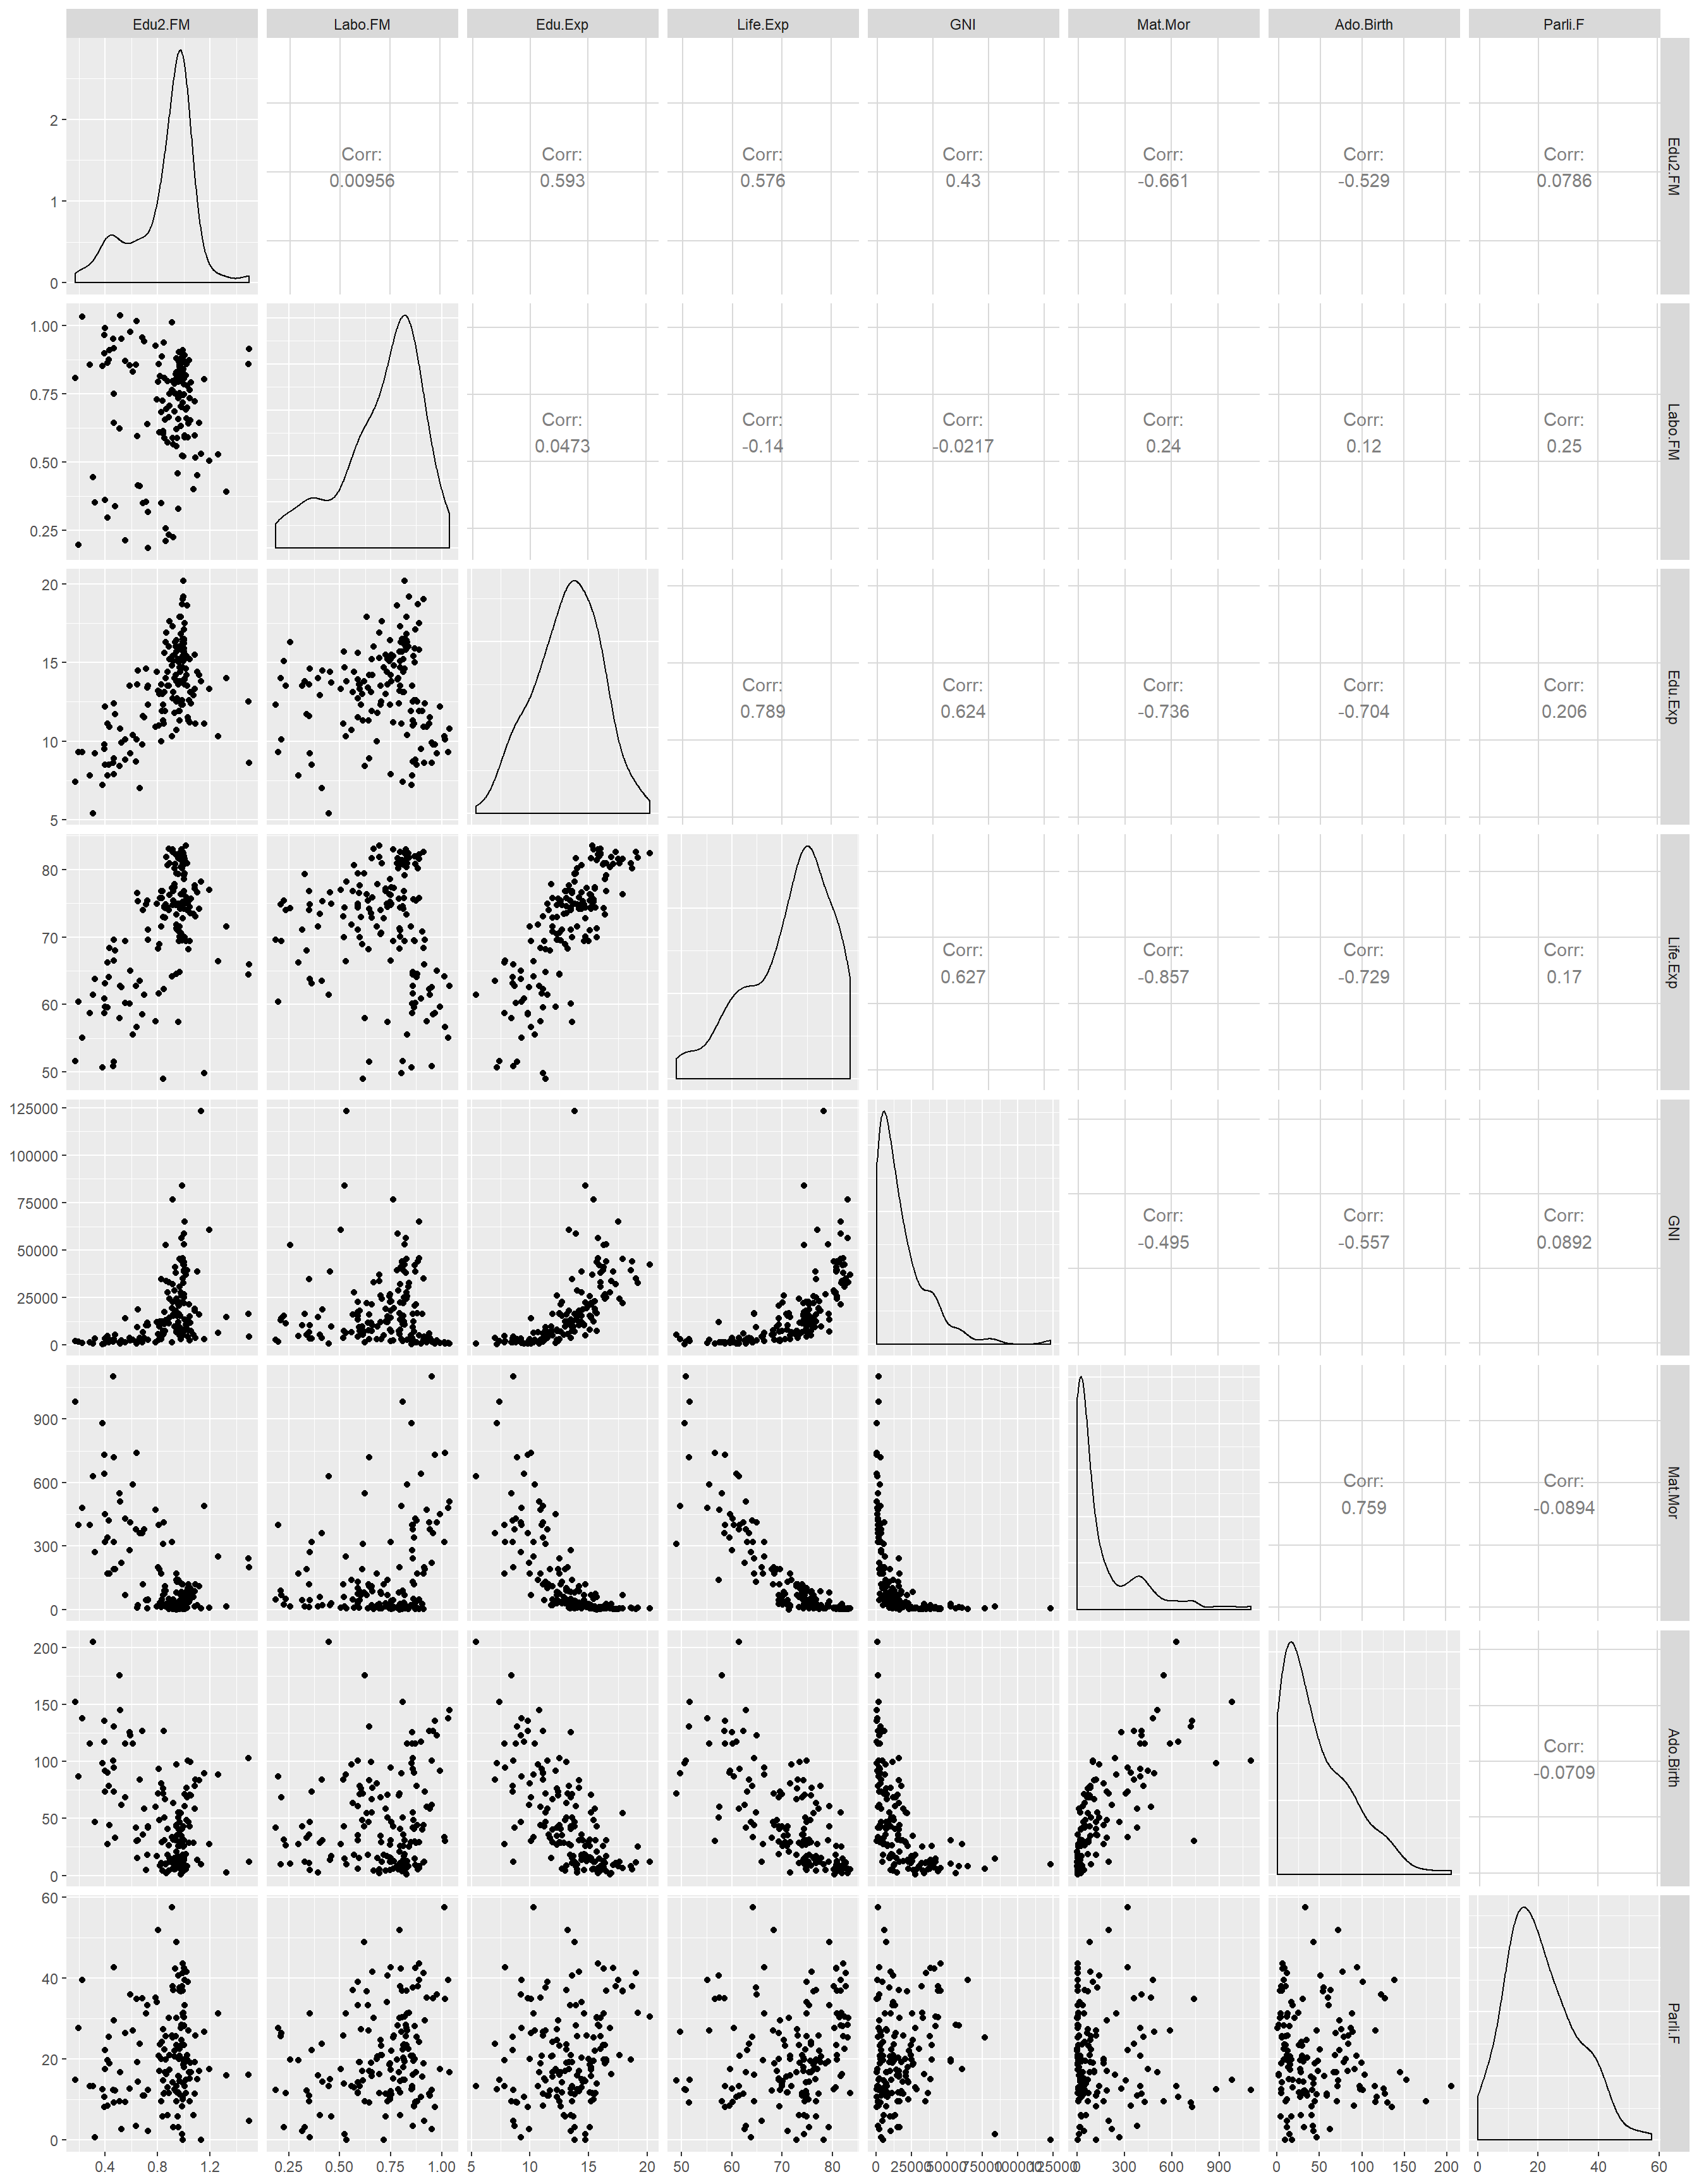 Edu2.FM Labo.FM Edu.Exp Life.Exp GNI Mat.Mor Ado.Birth Parli.F
2
1
0
Corr: Corr: Corr: Corr: Corr: Corr: Corr:
0.00956 0.593 0.576 0.43 -0.661 -0.529 0.0786
Edu2.FM
1.00
0.75
0.50
0.25
Corr: Corr: Corr: Corr: Corr: Corr:
0.0473 -0.14 -0.0217 0.24 0.12 0.25
Labo.FM
20
15
10
5
Corr: Corr: Corr: Corr: Corr:
0.789 0.624 -0.736 -0.704 0.206
Edu.Exp
80
70
60
50
Corr: Corr: Corr: Corr:
0.627 -0.857 -0.729 0.17
Life.Exp
125000
100000
75000
50000
25000
0
Corr: Corr: Corr:
-0.495 -0.557 0.0892
GNI
900
600
300
0
Corr: Corr:
0.759 -0.0894
Mat.Mor
200
150
100
50
0
Corr:
-0.0709
Ado.Birth
60
40
20
0
Parli.F
0.4 0.8 1.2 0.25 0.50 0.75 1.00 5 10 15 20 50 60 70 80 0 25000 50000 75000 100000 125000 0 300 600 900 0 50 100 150 200 0 20 40 60